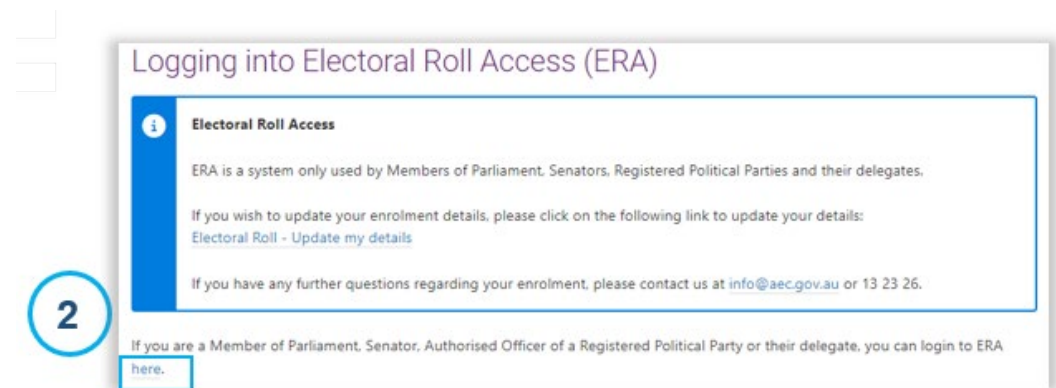 Logging into Electoral Roll Access (ERA)
i
Electoral Roll Access
ERA is a system only used by Members of Parliament, Senators, Registered Political Parties and their delegates.
If you wish to update your enrolment details, please click on the following link to update your details:
Electoral Roll - Update my details
If you have any further questions regarding your enrolment, please contact us at info@aec.gov.au or 13 23 26.
2
If you are a Member of Parliament, Senator, Authorised Officer of a Registered Political Party or their delegate, you can login to ERA
here.